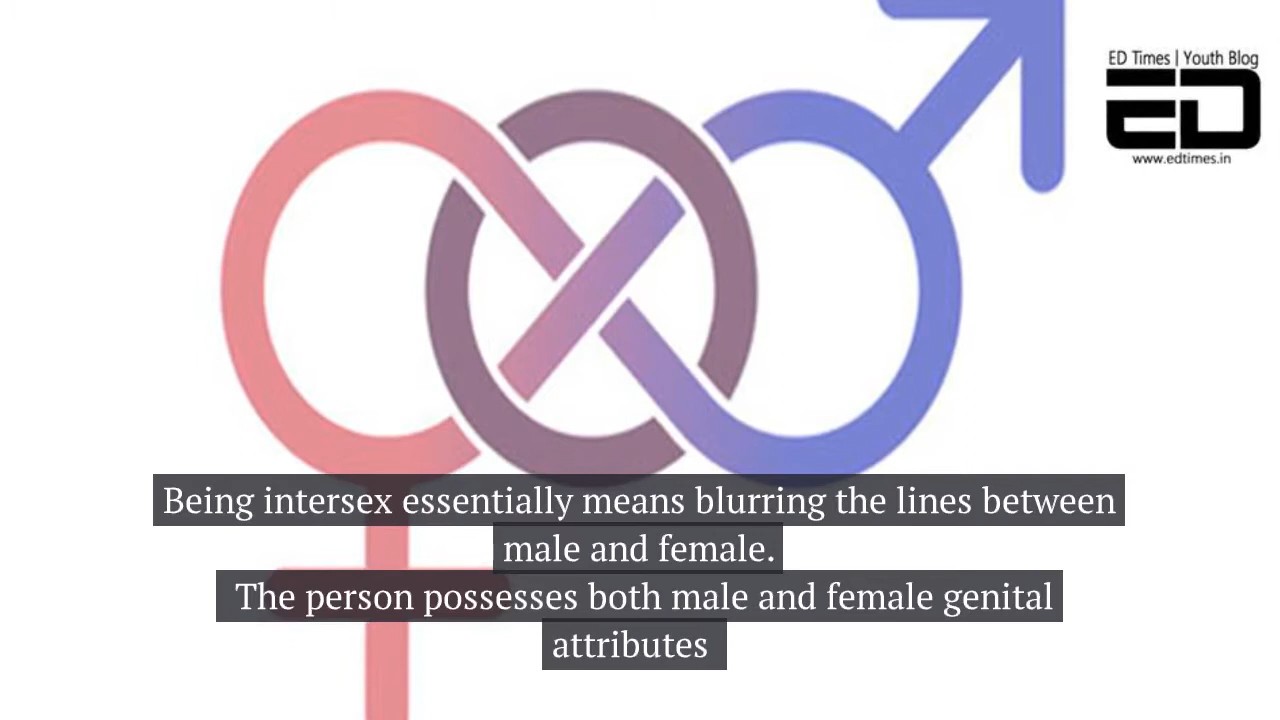 ED Times | Youth Blog
ED
www.edtimes.in
Being intersex essentially means blurring the lines between
male and female.
The person possesses both male and female genital
attributes